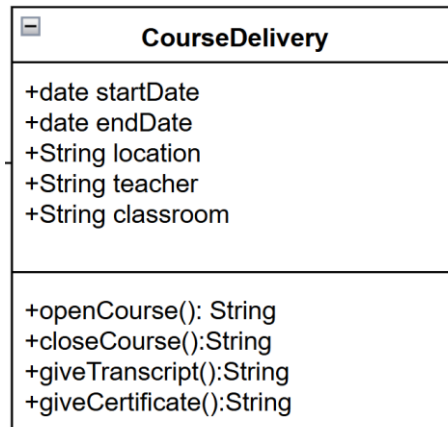 CourseDelivery
+date startDate
+date endDate
+String location
+String teacher
+String classroom
+openCourse(): String
+closeCourse():String
+giveTranscript():String
+giveCertificate():String